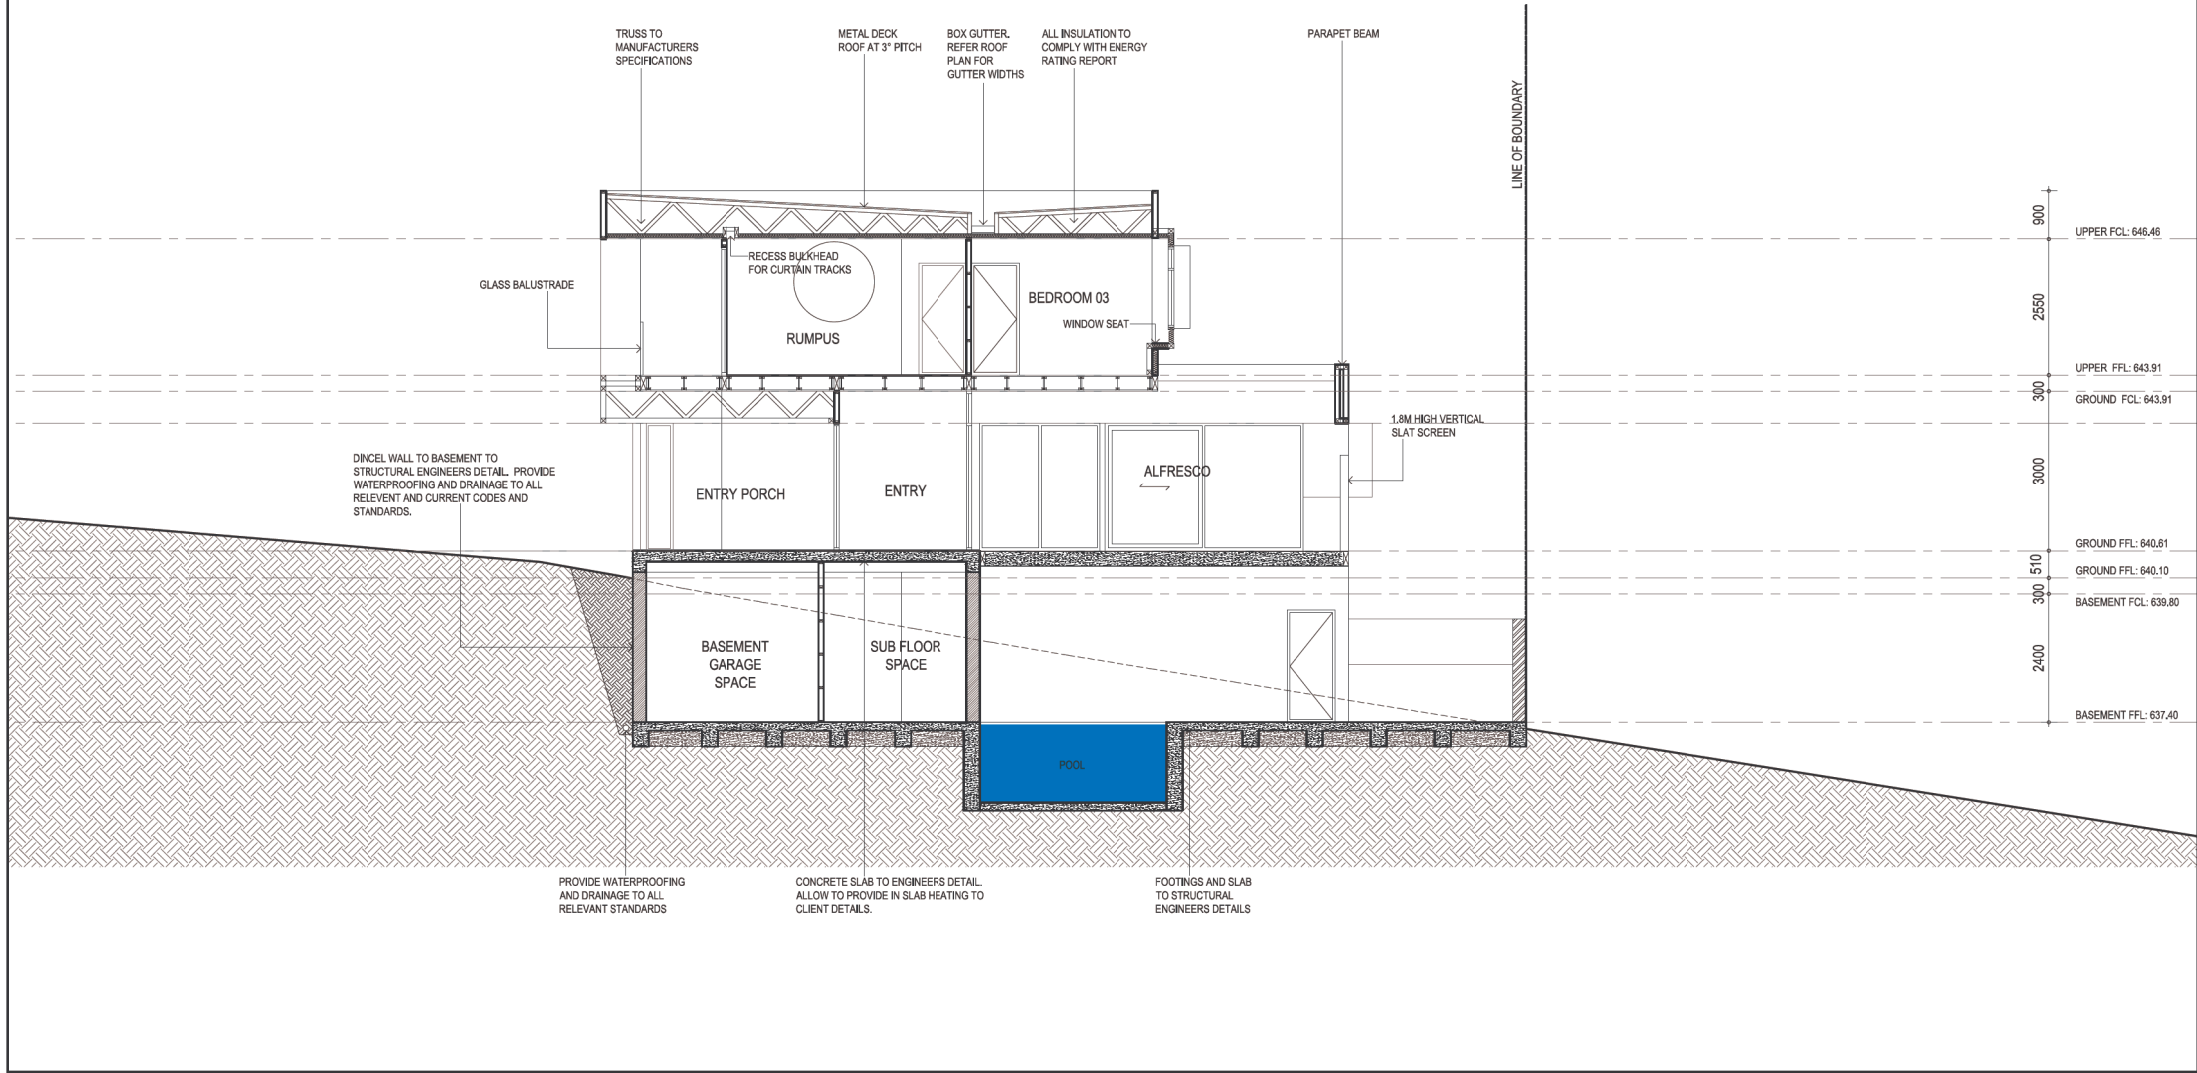 TRUSS TO
MANUFACTURERS
SPECIFICATIONS
METAL DECK
ROOF AT 3° PITCH
BOX GUTTER.
REFER ROOF
PLAN FOR
GUTTER WIDTHS
ALL INSULATION TO
COMPLY WITH ENERGY
RATING REPORT
PARAPET BEAM
LINE OF BOUNDARY
900
UPPER FCL: 646.46
RECESS BULKHEAD
FOR CURTAIN TRACKS
GLASS BALUSTRADE
BEDROOM 03
WINDOW SEAT
RUMPUS
2550
UPPER FFL: 643.91
300
GROUND FCL: 643.91
1.8M HIGH VERTICAL
SLAT SCREEN
DINCEL WALL TO BASEMENT TO
STRUCTURAL ENGINEERS DETAIL. PROVIDE
WATERPROOFING AND DRAINAGE TO ALL
RELEVENT AND CURRENT CODES AND
STANDARDS.
ENTRY PORCH
ENTRY
ALFRESCO
3000
GROUND FFL: 640.61
510
GROUND FFL: 640.10
300
BASEMENT FCL: 639.80
BASEMENT
GARAGE
SPACE
SUB FLOOR
SPACE
2400
BASEMENT FFL: 637.40
POOL
PROVIDE WATERPROOFING
AND DRAINAGE TO ALL
RELEVANT STANDARDS
CONCRETE SLAB TO ENGINEERS DETAIL.
ALLOW TO PROVIDE IN SLAB HEATING TO
CLIENT DETAILS.
FOOTINGS AND SLAB
TO STRUCTURAL
ENGINEERS DETAILS